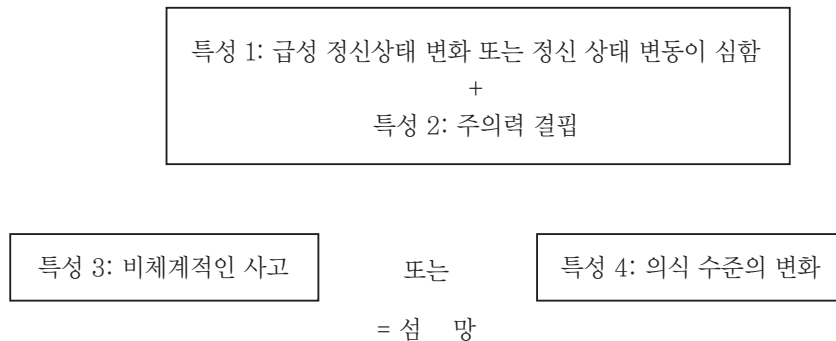 특성 1: 급성 정신상태 변화 또는 정신 상태 변동이 심함
+
특성 2: 주의력 결핍
특성 3: 비체계적인 사고 또는 특성 4: 의식 수준의 변화
= 섬 망